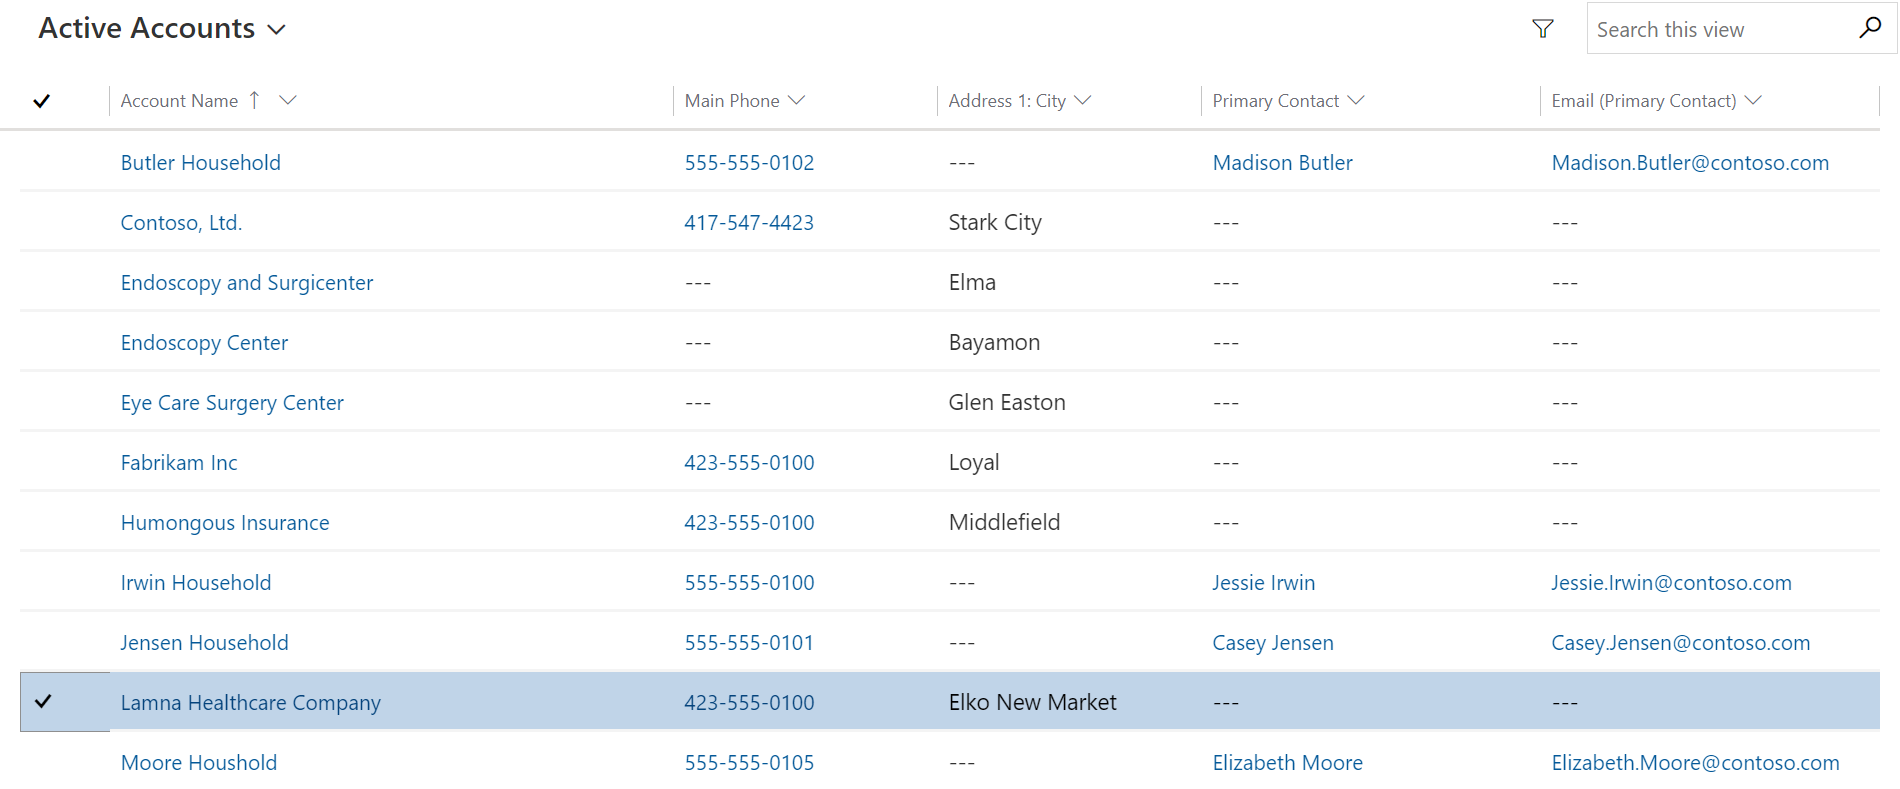 Active Accounts
Search this view
Account Name Main Phone Address 1: City Primary Contact Email (Primary Contact)
Butler Household 555-555-0102 --- Madison Butler Madison.Butler@contoso.com
Contoso, Ltd. 417-547-4423 Stark City --- ---
Endoscopy and Surgicenter --- Elma --- ---
Endoscopy Center --- Bayamon --- ---
Eye Care Surgery Center --- Glen Easton --- ---
Fabrikam Inc 423-555-0100 Loyal --- ---
Humongous Insurance 423-555-0100 Middlefield --- ---
Irwin Household 555-555-0100 --- Jessie Irwin Jessie.Irwin@contoso.com
Jensen Household 555-555-0101 --- Casey Jensen Casey.Jensen@contoso.com
Lamna Healthcare Company 423-555-0100 Elko New Market --- ---
Moore Houshold 555-555-0105 --- Elizabeth Moore Elizabeth.Moore@contoso.com